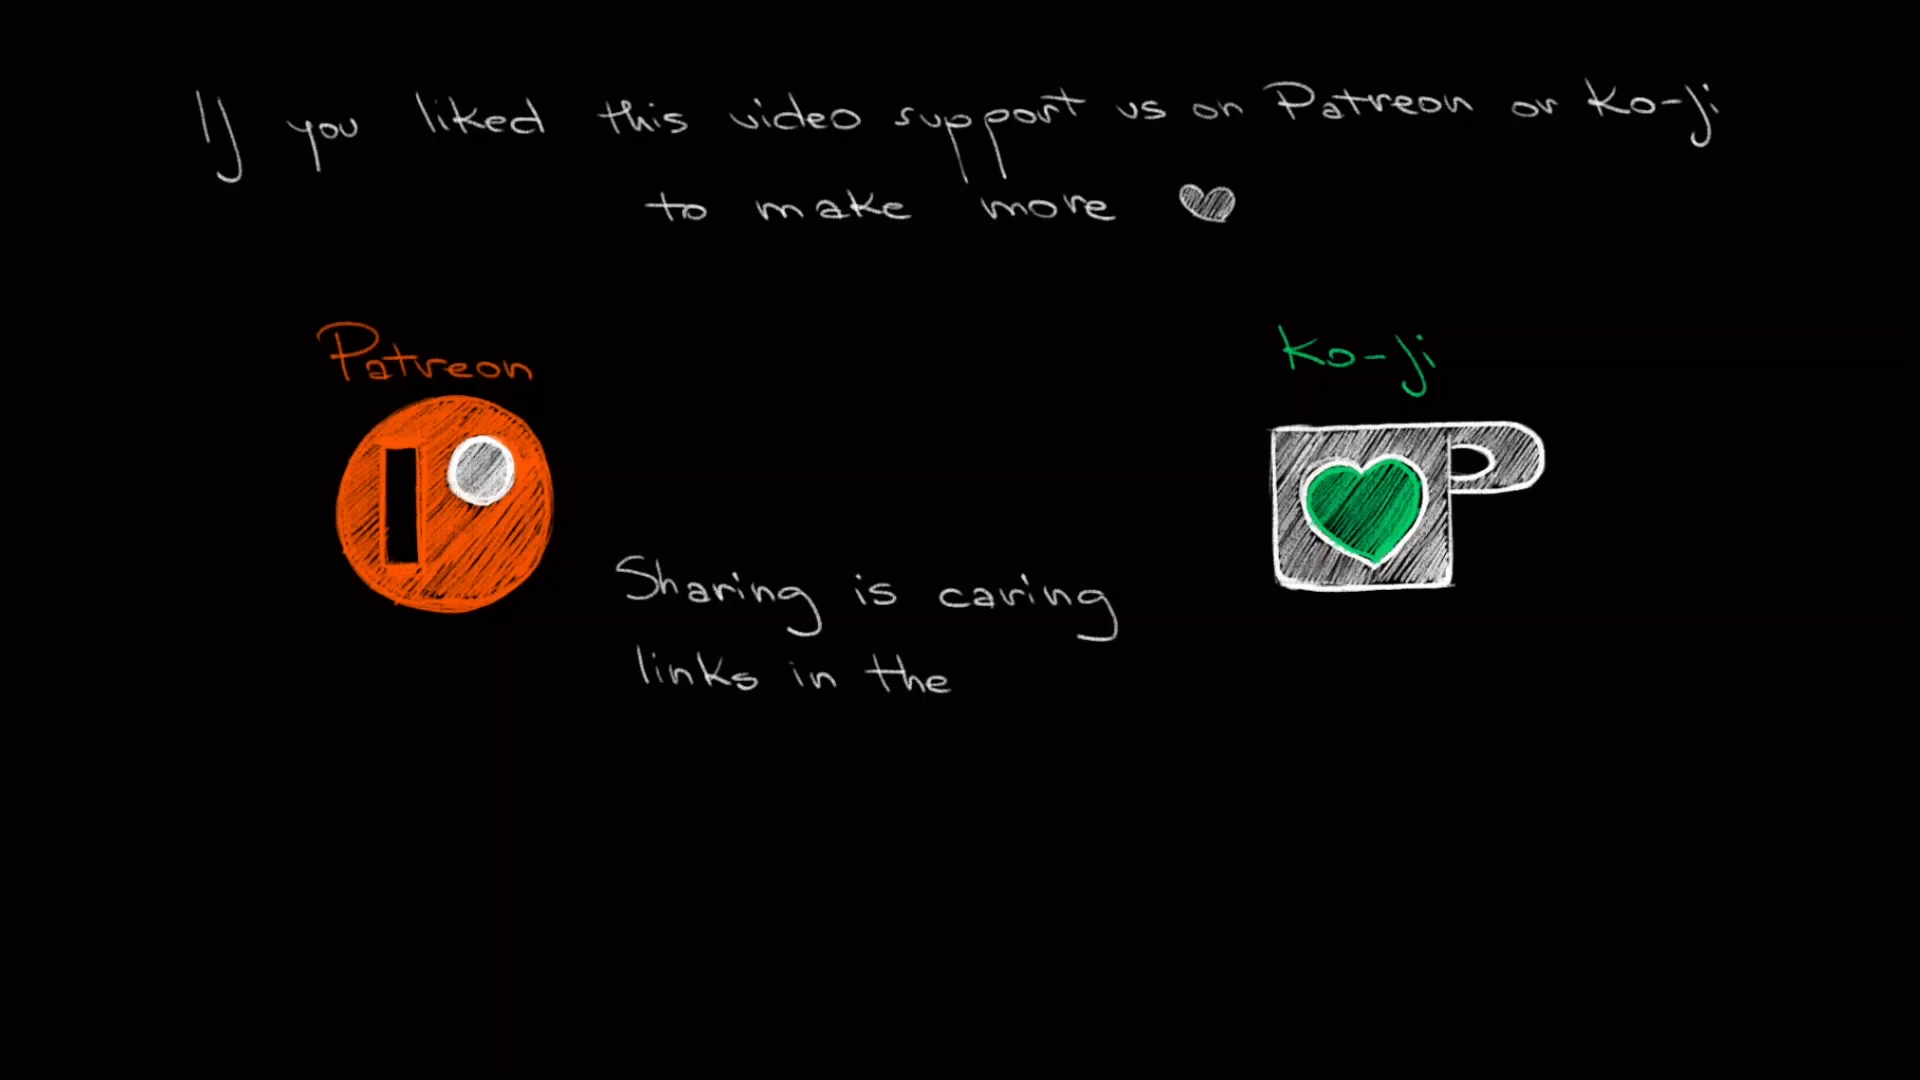 If you liked this video support us on Patreon or Ko-fi
to make more
Patreon
Ko-fi
Sharing is caring
links in the